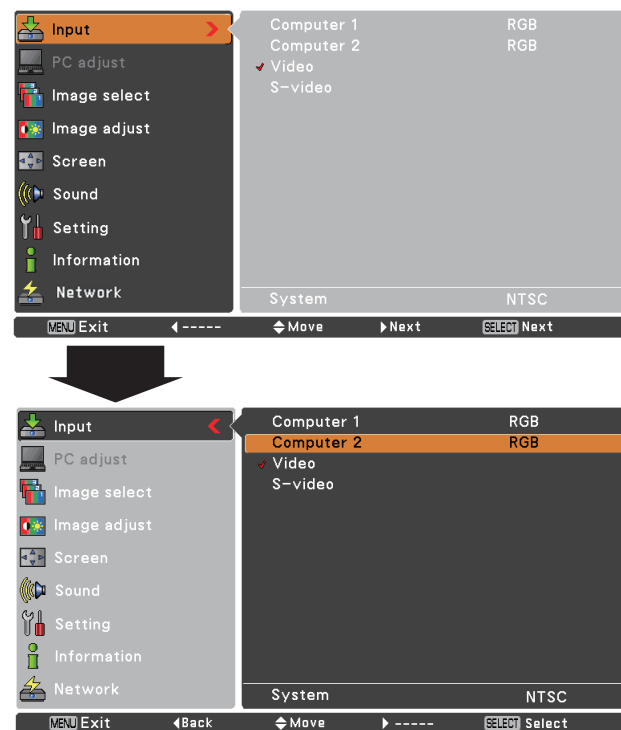 Input
PC adjust
Image select
Image adjust
Screen
Sound
Setting
Information
Network
Computer 1 RGB
Computer 2 RGB
Video
S-video
System NTSC
MENU Exit ----- Move Next SELECT Next
Input
PC adjust
Image select
Image adjust
Screen
Sound
Setting
Information
Network
Computer 1 RGB
Computer 2 RGB
Video
S-video
System NTSC
MENU Exit Back Move ----- SELECT Select